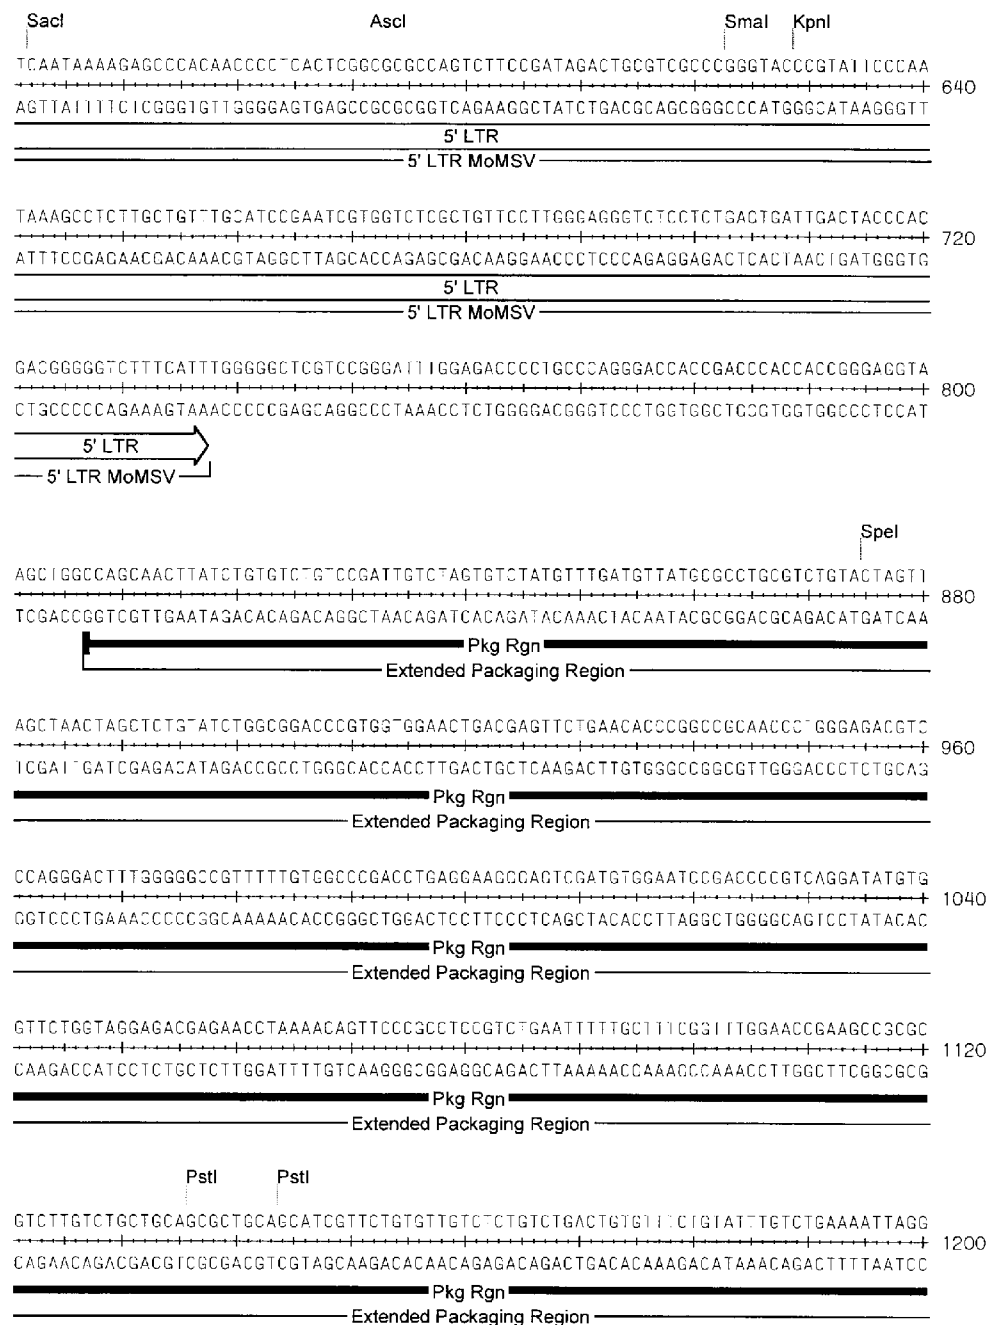 SacI AscI SmaI KpnI
TCAATAAAAGAGCCCACAACCCCTCACTCGGCGCGCCAGTCTTCCGATAGACTGCGTCGCCCGGGTACCCGTATTCCCAA
640
AGTTATTTTCTCGGGTGTTGGGGAGTGAGCCGCGCGGTCAGAAGGCTATCTGACGCAGCGGGCCCATGGGCATAAGGGTT
5' LTR
5' LTR MoMSV
TAAAGCCTCTTGCTGTTTGCATCCGAATCGTGGTCTCGCTGTTCCTTGGGAGGGTCTCCTCTGAGTGATTGACTACCCAC
720
ATTTCCGAGAACGACAAACGTAGGCTTAGCACCAGAGCGACAAGGAACCCTCCCAGAGGAGACTCACTAACTGATGGGTG
5' LTR
5' LTR MoMSV
GACGGGGGTCTTTCATTTGGGGGCTCGTCCGGGATTTGGAGACCCCTGCCCAGGGACCACCGACCCACCACCGGGAGGTA
800
CTGCCCCCAGAAAGTAAACCCCCGAGCAGGCCCTAAACCTCTGGGGACGGGTCCCTGGTGGCTGGGTGGTGGCCCTCCAT
5' LTR
5' LTR MoMSV
SpeI
AGCTGGCCAGCAACTTATCTGTGTCTGTCCGATTGTCTAGTGTCTATGTTTGATGTTATGCGCCTGCGTCTGTACTAGTT
880
TCGACCGGTCGTTGAATAGACACAGACAGGCTAACAGATCACAGATACAAACTACAATACGCGGACGCAGACATGATCAA
Pkg Rgn
Extended Packaging Region
AGCTAACTAGCTCTGTATCTGGCGGACCCGTGGTGGAACTGACGAGTTCTGAACACCCGGCCGCAACCCTGGGAGACGTC
960
TCGATTGATCGAGACATAGACCGCCTGGGCACCACCTTGACTGCTCAAGACTTGTGGGCCGGCGTTGGGACCCTCTGCAG
Pkg Rgn
Extended Packaging Region
CCAGGGACTTTGGGGGCCGTTTTTGTGGCCCGACCTGAGGAAGGGAGTCGATGTGGAATCCGACCCCGTCAGGATATGTG
1040
GGTCCCTGAAACCCCCGGCAAAAACACCGGGCTGGACTCCTTCCCTCAGCTACACCTTAGGCTGGGGCAGTCCTATACAC
Pkg Rgn
Extended Packaging Region
GTTCTGGTAGGAGACGAGAACCTAAAACAGTTCCCGCCTCCGTCTGAATTTTTGCTTTCGGTTTGGAACCGAAGCCGCGC
1120
CAAGACCATCCTCTGCTCTTGGATTTTGTCAAGGGCGGAGGCAGACTTAAAAACCAAACCCAAACCTTGGCTTCGGCGCG
Pkg Rgn
Extended Packaging Region
PstI PstI
GTCTTGTCTGCTGCAGCGCTGCAGCATCGTTCTGTGTTGTCTCTGTCTGACTGTGTTTCTGTATTTGTCTGAAAATTAGG
1200
CAGAACAGACGACGTCGCGACGTCGTAGCAAGACACAACAGAGACAGACTGACACAAAGACATAAACAGACTTTTAATCC
Pkg Rgn
Extended Packaging Region